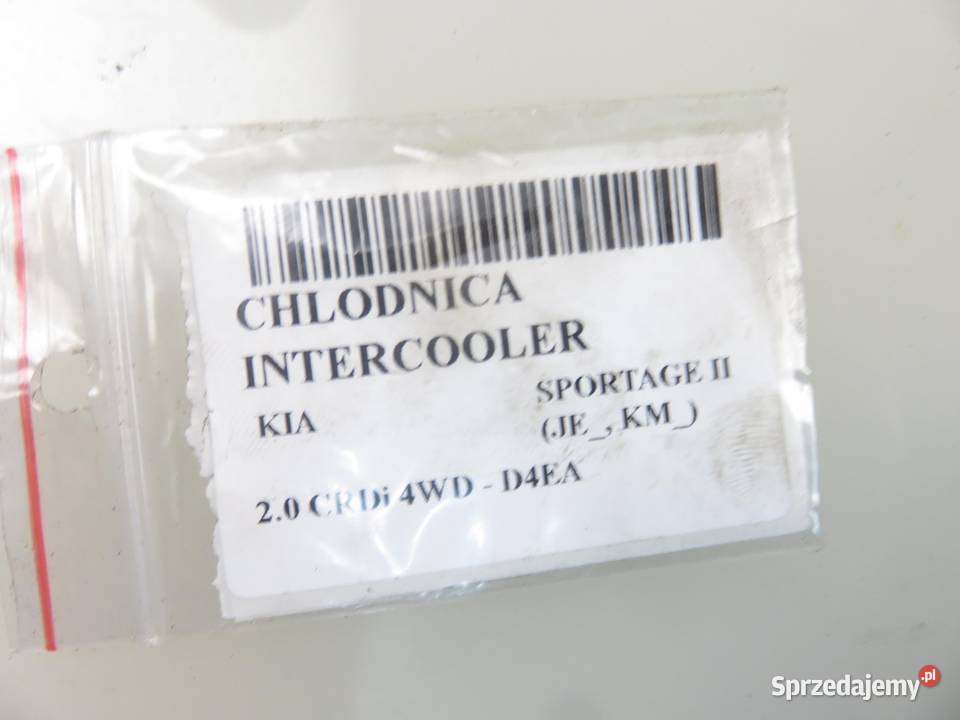 CHLODNICA
INTERCOOLER
KIA
SPORTAGE II
(JE_, KM_)
2.0 CRDi 4WD - D4EA
Sprzedajemy.pl